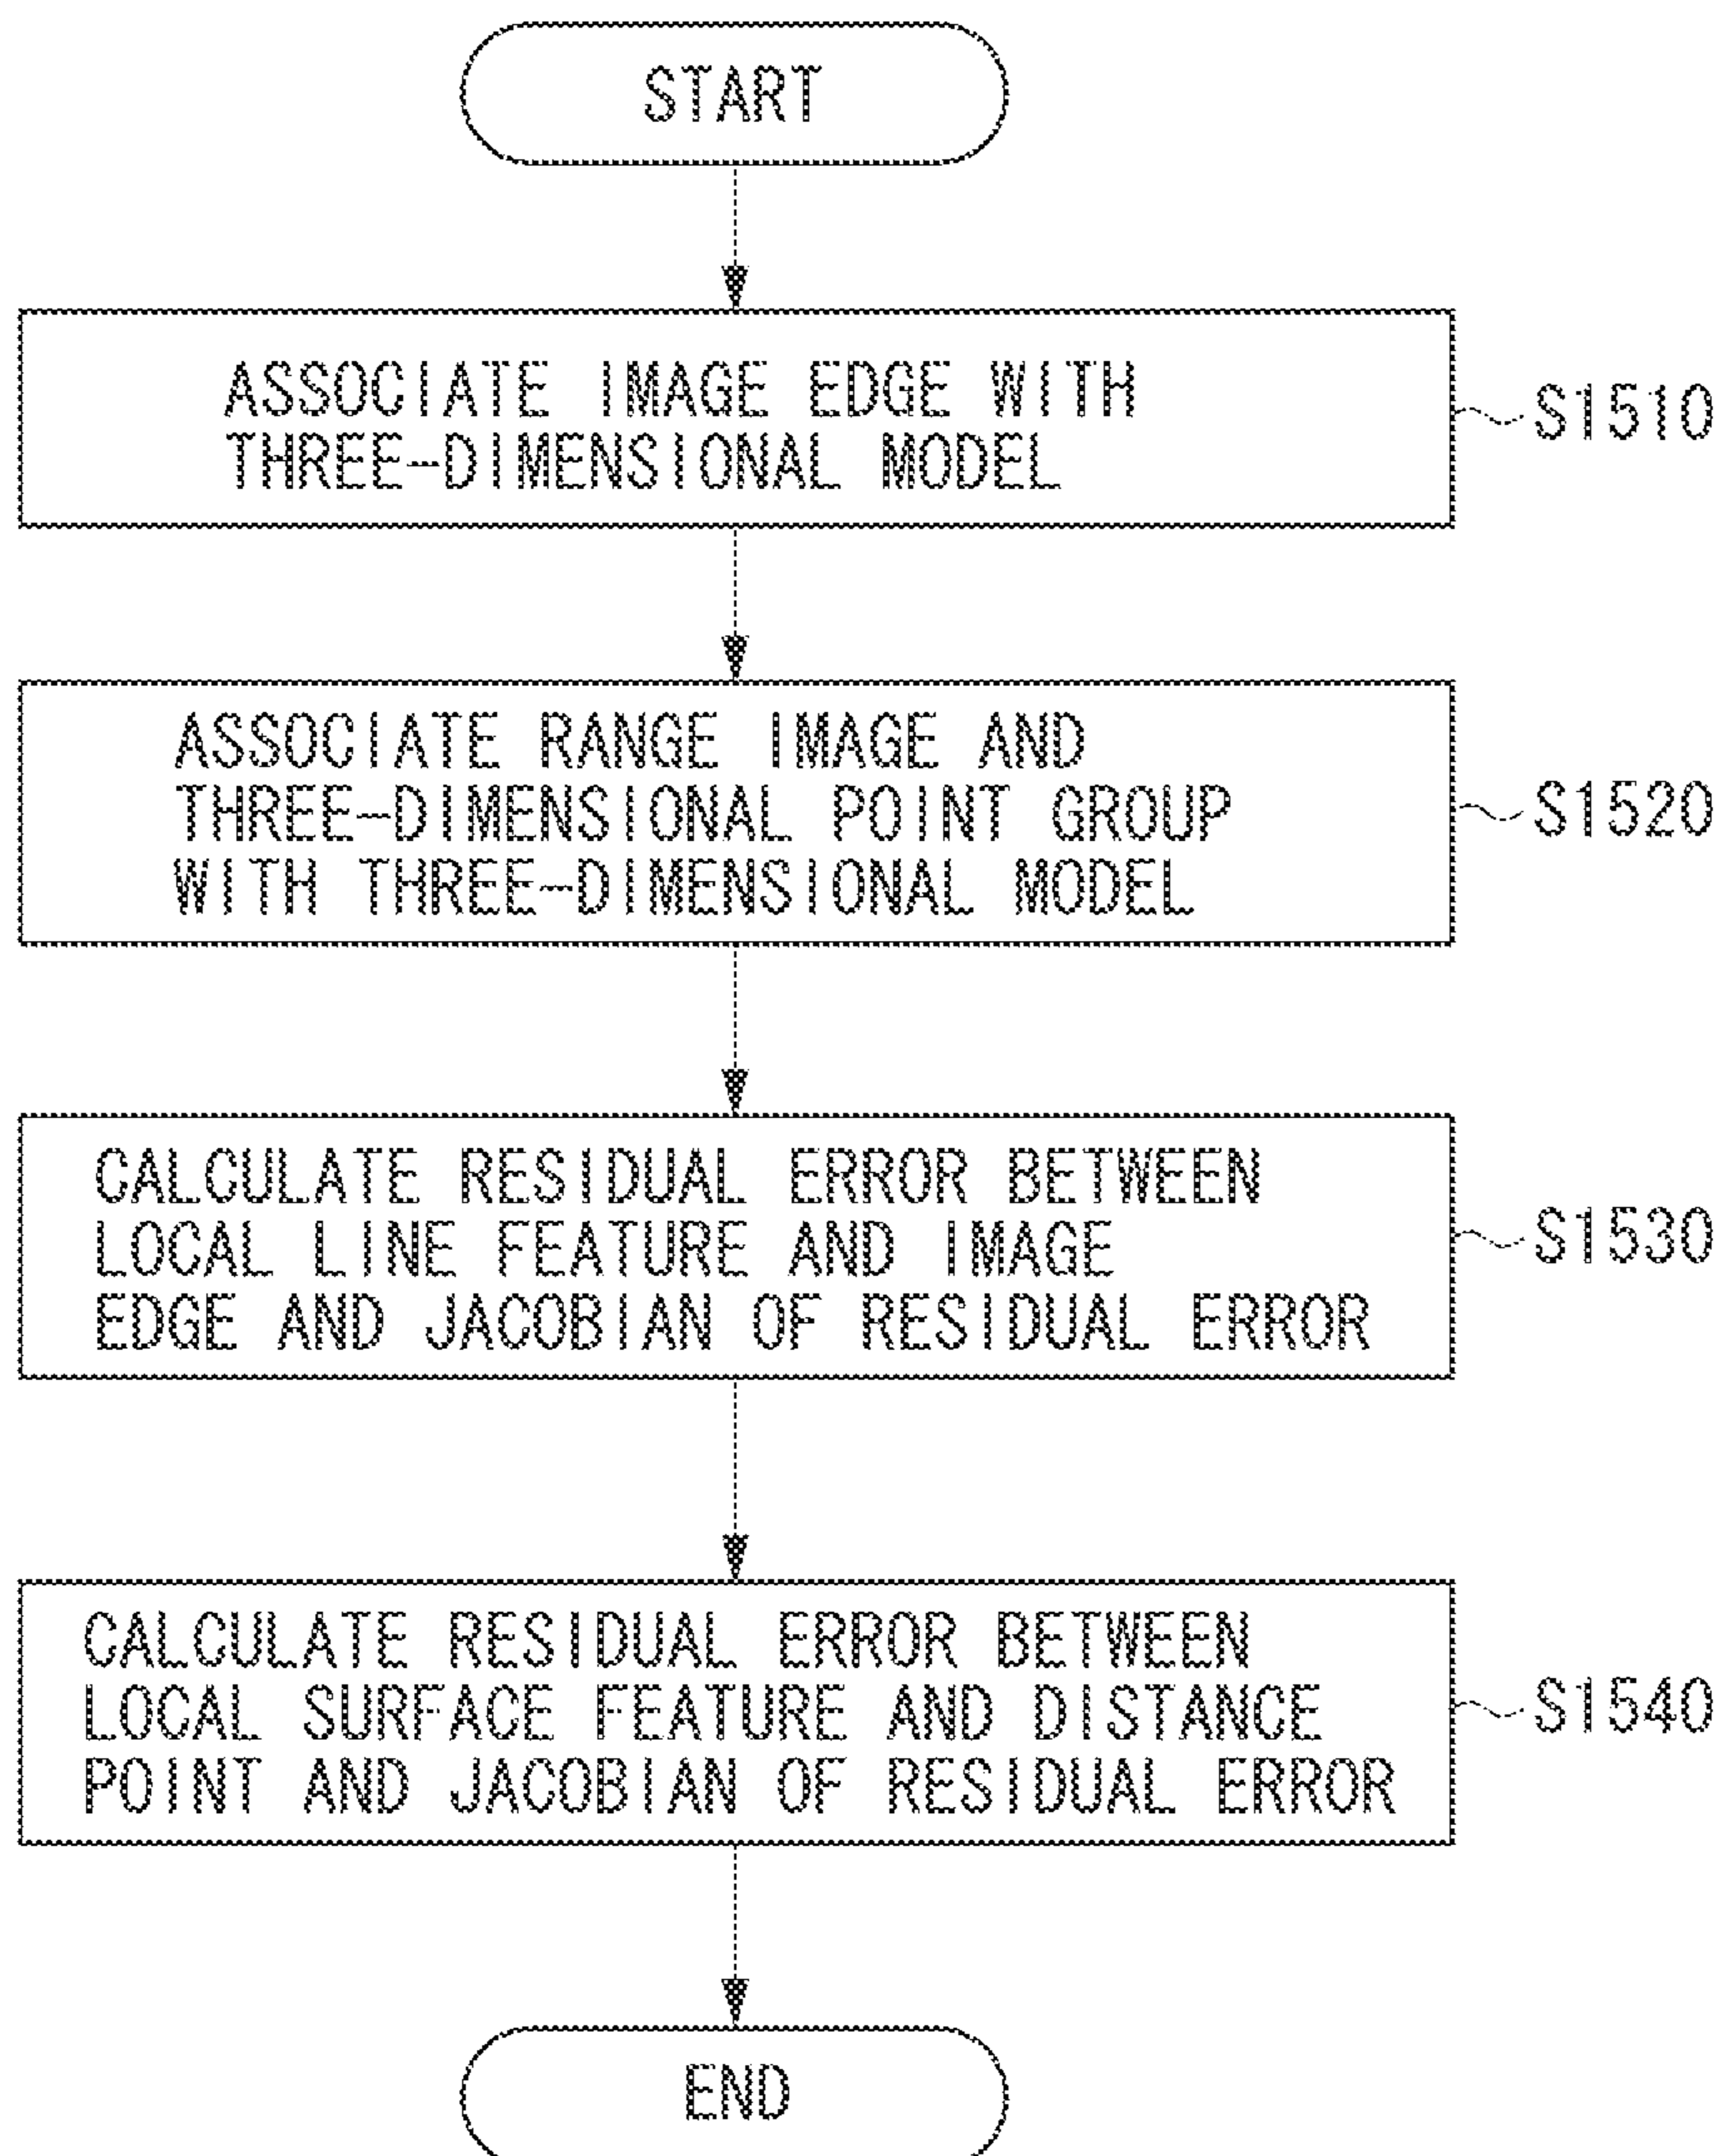 START
ASSOCIATE IMAGE EDGE WITH
THREE-DIMENSIONAL MODEL
S1510
ASSOCIATE RANGE IMAGE AND
THREE-DIMENSIONAL POINT GROUP
WITH THREE-DIMENSIONAL MODEL
S1520
CALCULATE RESIDUAL ERROR BETWEEN
LOCAL LINE FEATURE AND IMAGE
EDGE AND JACOBIAN OF RESIDUAL ERROR
S1530
CALCULATE RESIDUAL ERROR BETWEEN
LOCAL SURFACE FEATURE AND DISTANCE
POINT AND JACOBIAN OF RESIDUAL ERROR
S1540
END